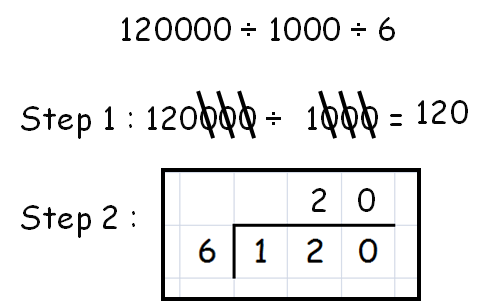 120000 ÷ 1000 ÷ 6
Step 1 : 120000 ÷ 1000 = 120
Step 2 :
2 0
6 1 2 0